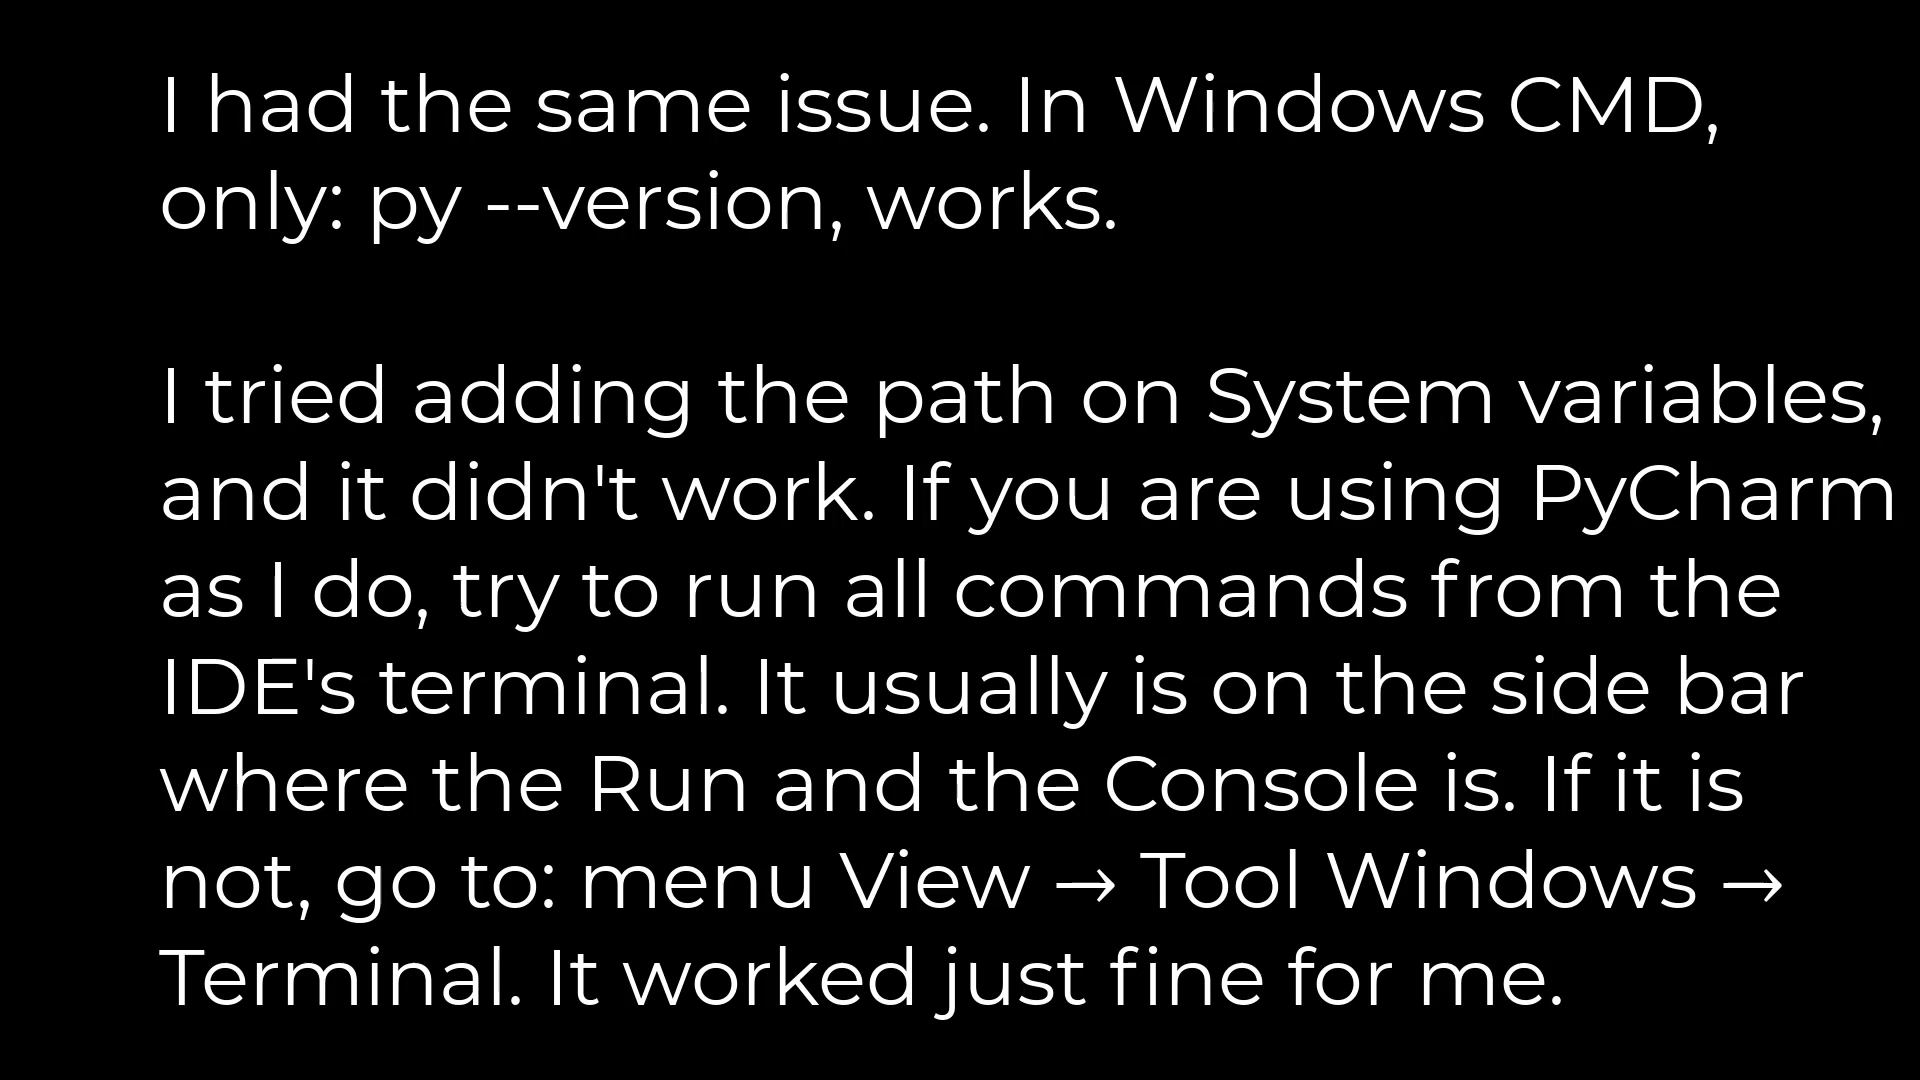 I had the same issue. In Windows CMD,
only: py --version, works.
I tried adding the path on System variables,
and it didn't work. If you are using PyCharm
as I do, try to run all commands from the
IDE's terminal. It usually is on the side bar
where the Run and the Console is. If it is
not, go to: menu View → Tool Windows →
Terminal. It worked just fine for me.